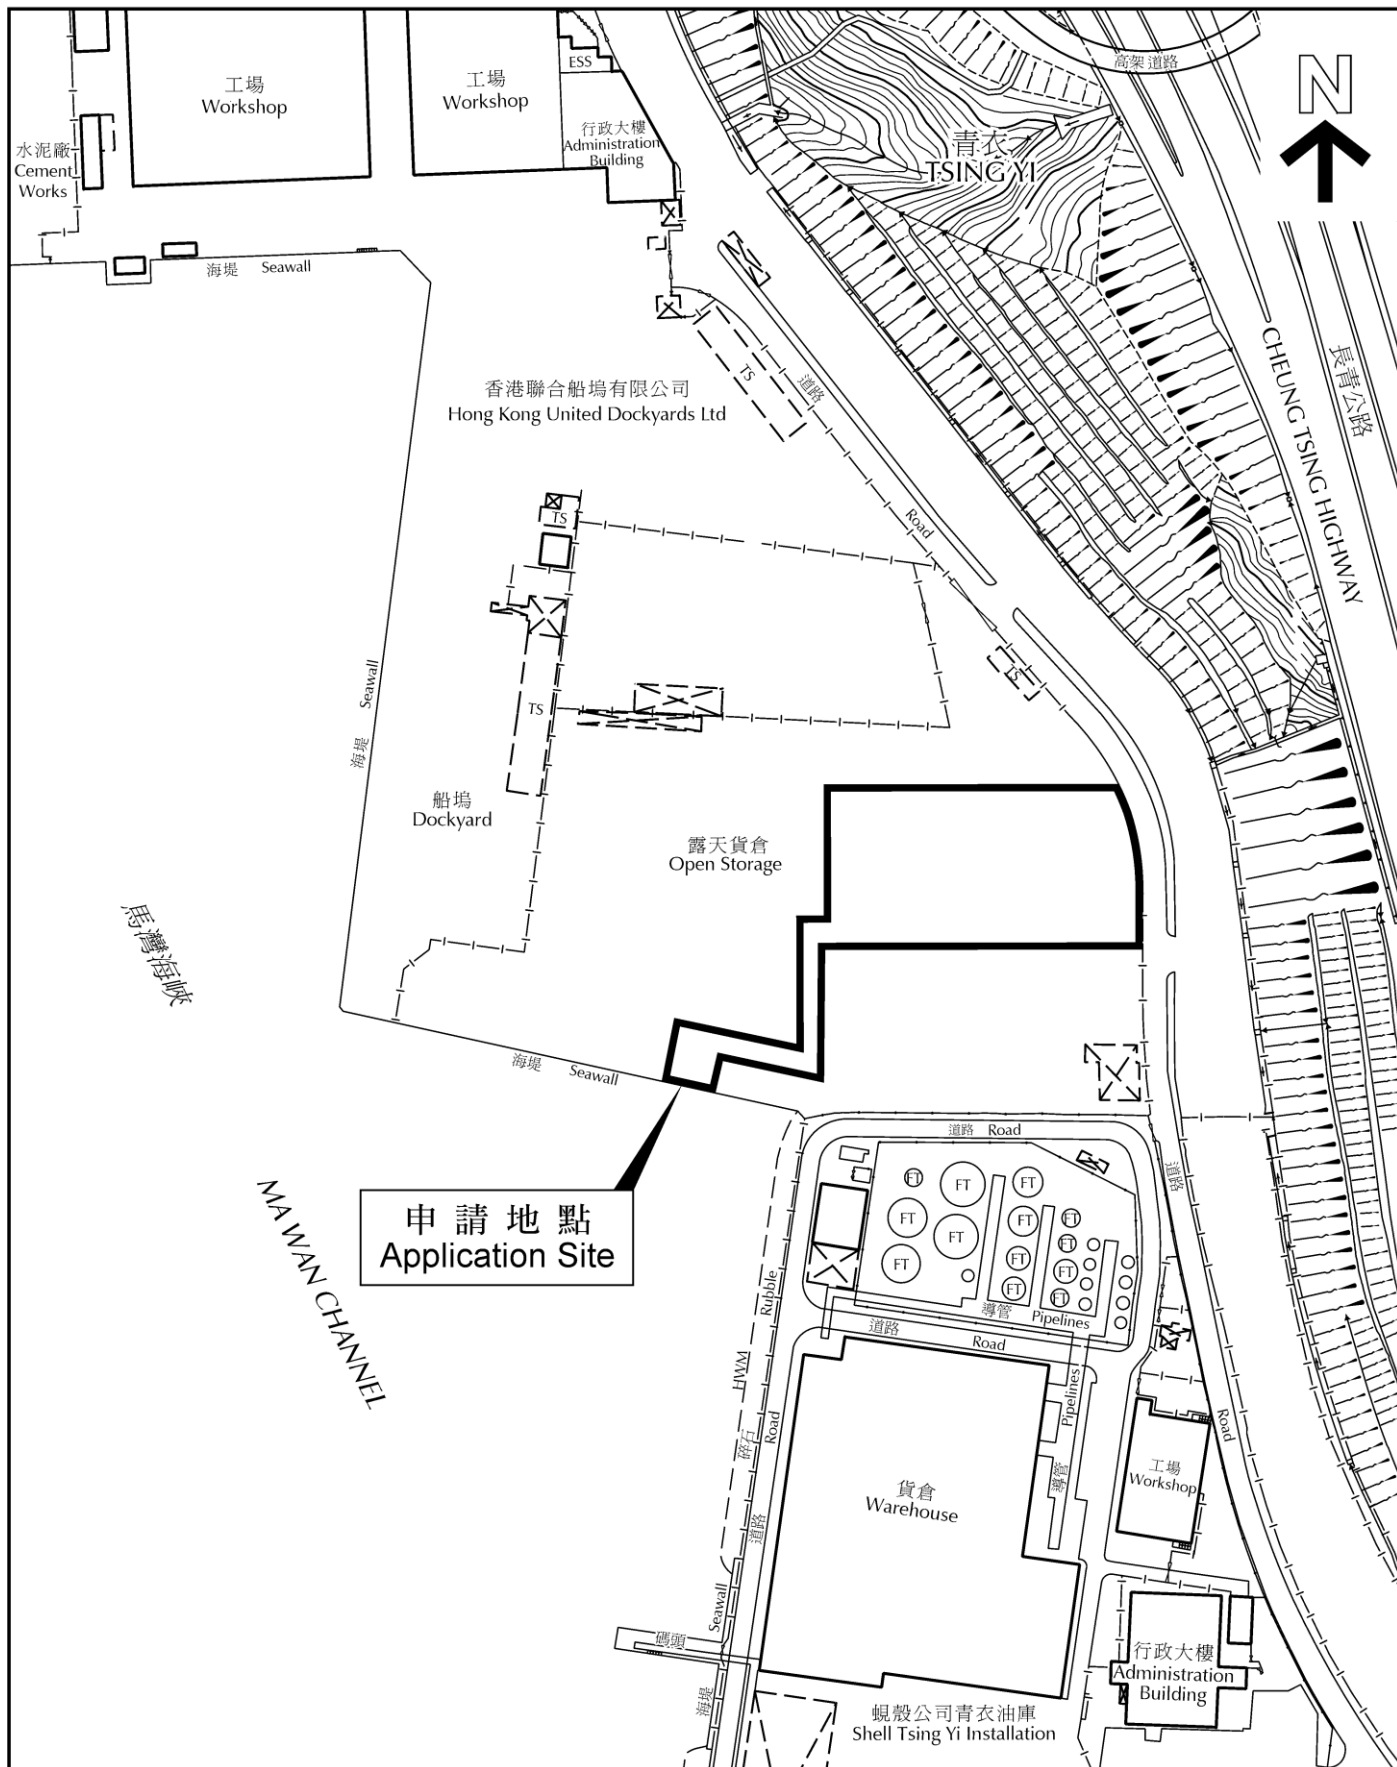 工場
Workshop
工場
Workshop
ESS
行政大樓
Administration
Building
水泥廠
Cement
Works
高架道路
N
青衣
TSING YI
海堤 Seawall
香港聯合船塢有限公司
Hong Kong United Dockyards Ltd
TS
道路
Road
CHEUNG TSING HIGHWAY
長青公路
TS
TS
TS
海堤 Seawall
船塢
Dockyard
露天貨倉
Open Storage
馬灣海峽
MA WAN CHANNEL
海堤 Seawall
申請地點
Application Site
道路 Road
道路
Road
FT
FT
FT
FT
FT
FT
FT
FT
FT
FT
FT
FT
FT
導管 Pipelines
道路 Road
Rubble
碎石
HWM
Road
道路
Pipelines
導管
貨倉
Warehouse
工場
Workshop
Seawall
海堤
碼頭
行政大樓
Administration
Building
蜆殼公司青衣油庫
Shell Tsing Yi Installation